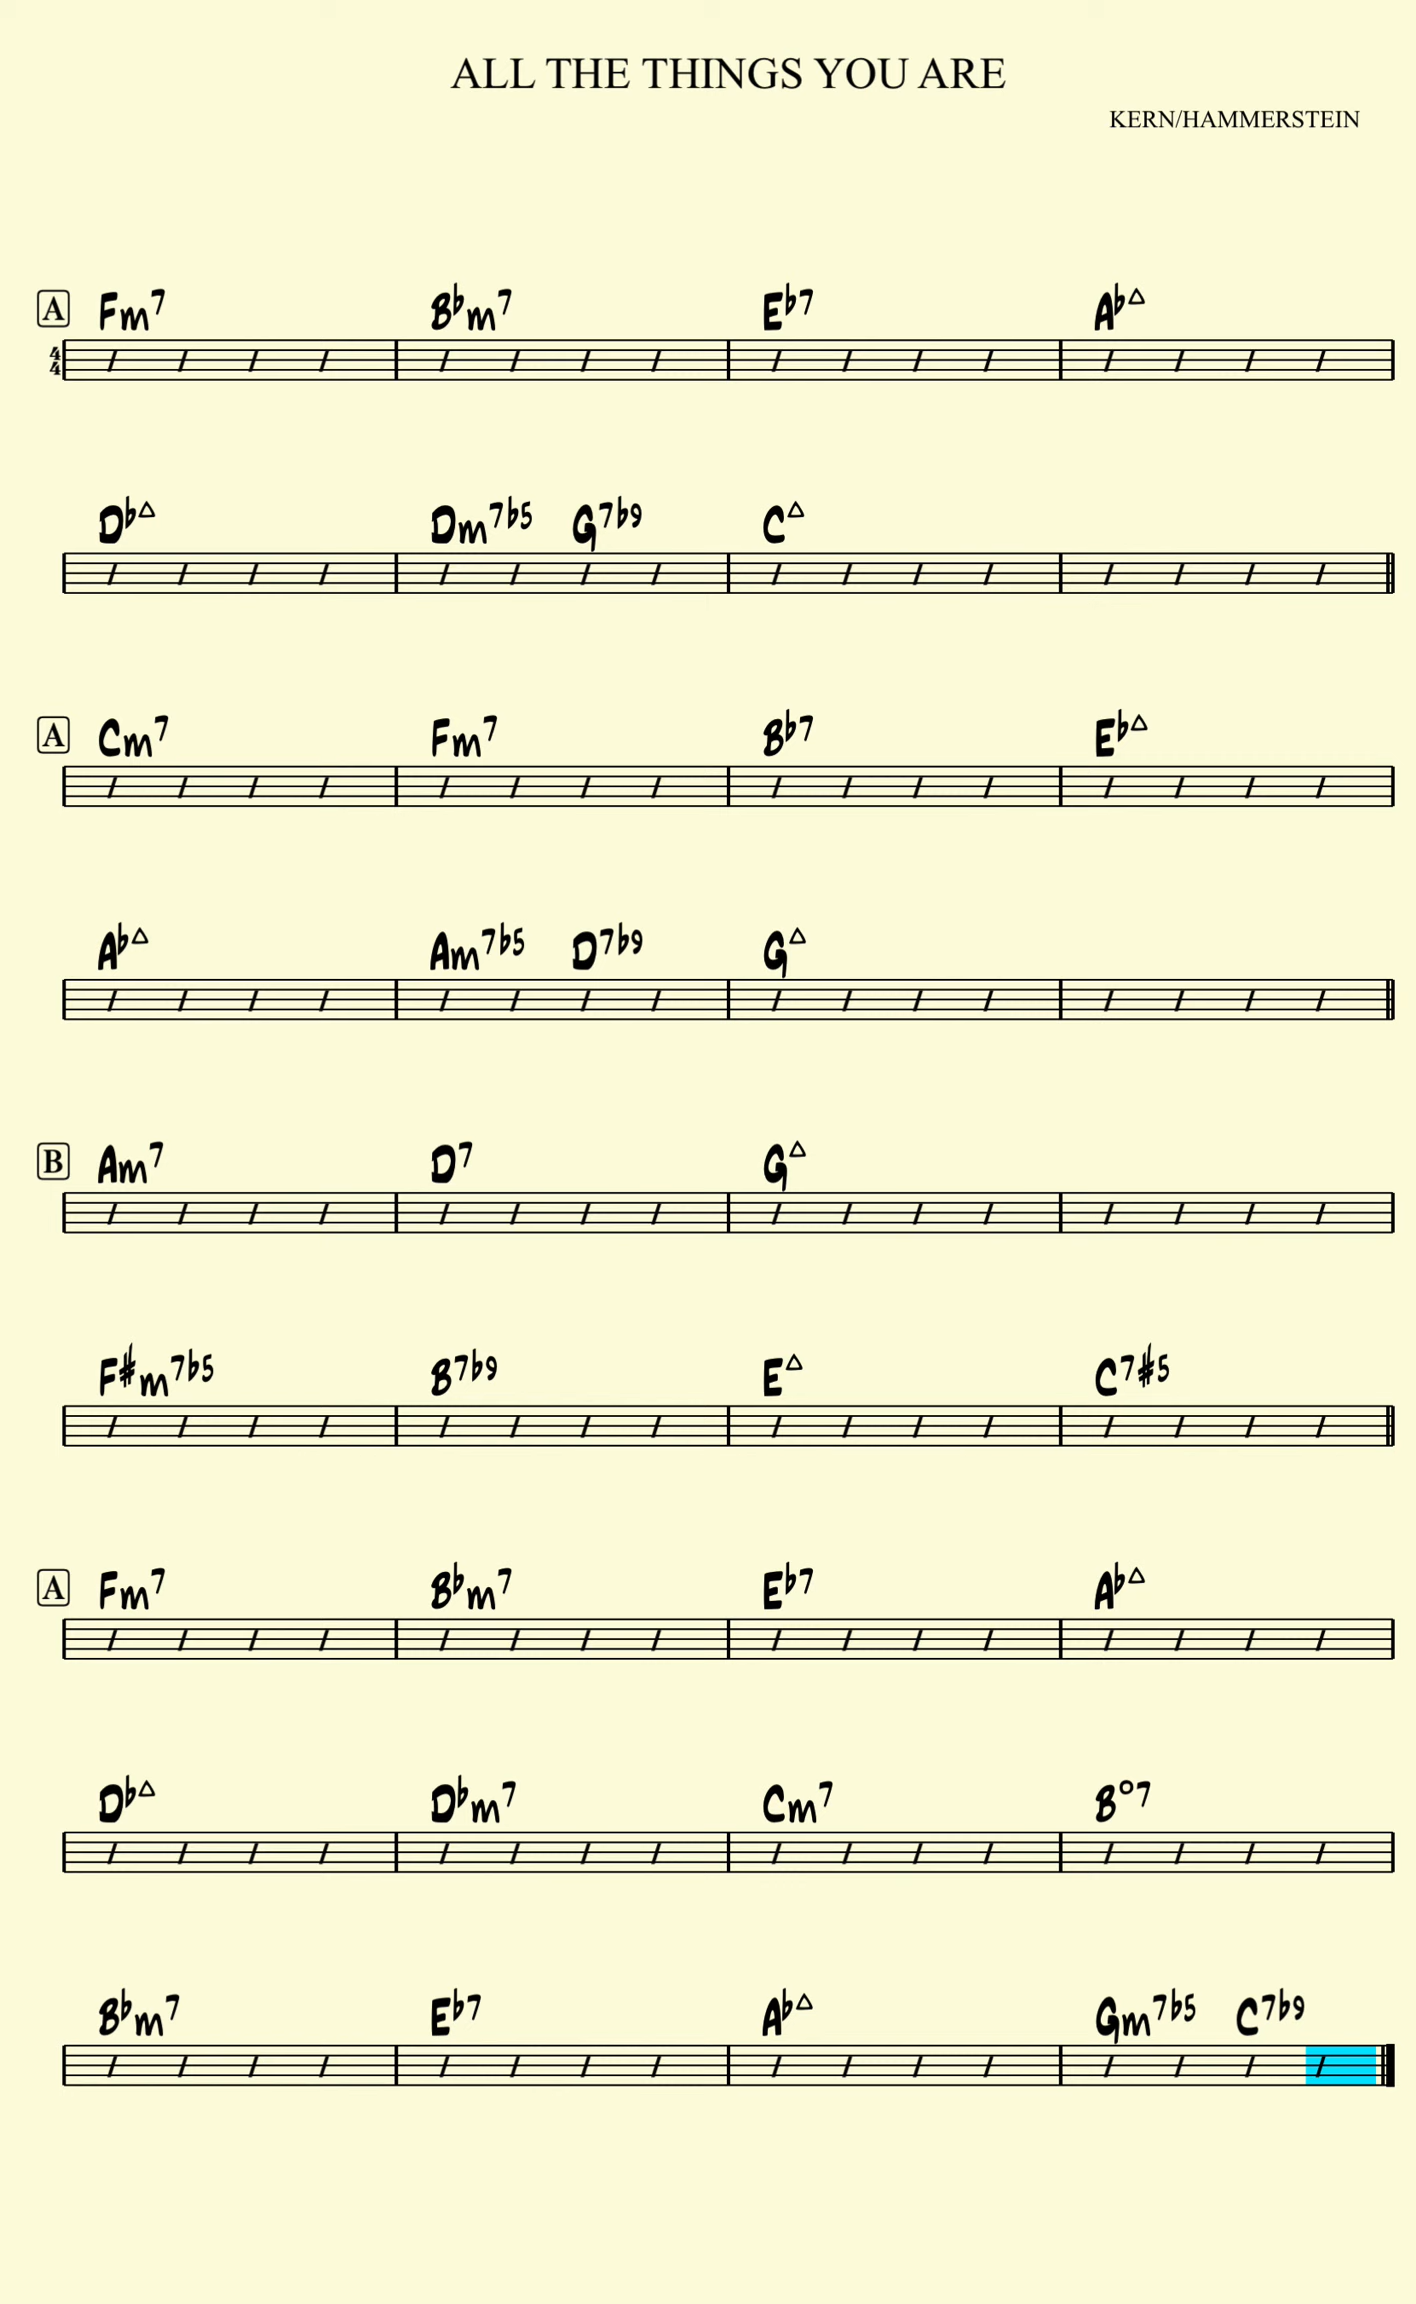 ALL THE THINGS YOU ARE
KERN/HAMMERSTEIN
A Fm7 B♭m7 E♭7 A♭△
4
4
D♭△ Dm7♭5 G7♭9 C△
A Cm7 Fm7 B♭7 E♭△
A♭△ Am7♭5 D7♭9 G△
B Am7 D7 G△
F#m7♭5 B7♭9 E△ C7#5
A Fm7 B♭m7 E♭7 A♭△
D♭△ D♭m7 Cm7 B°7
B♭m7 E♭7 A♭△ Gm7♭5 C7♭9